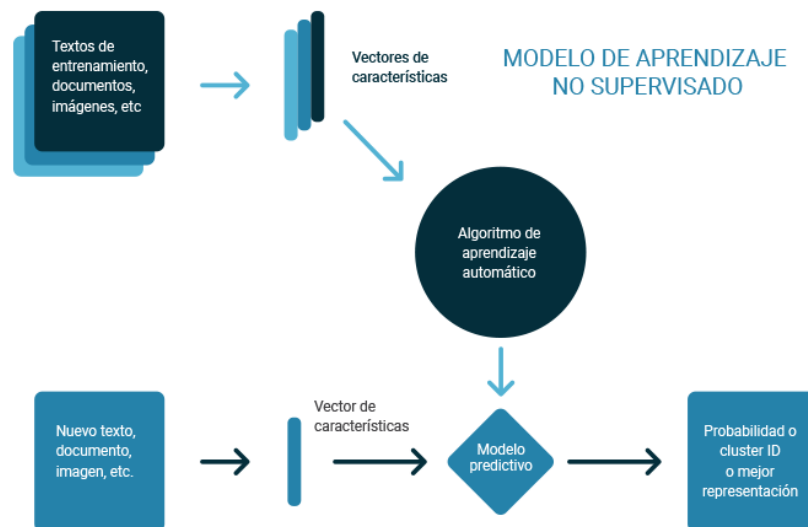 Textos de
entrenamiento,
documentos,
imágenes, etc
Vectores de
características
MODELO DE APRENDIZAJE
NO SUPERVISADO
Algoritmo de
aprendizaje
automático
Nuevo texto,
documento,
imagen, etc.
Vector de
características
Modelo
predictivo
Probabilidad o
cluster ID
o mejor
representación